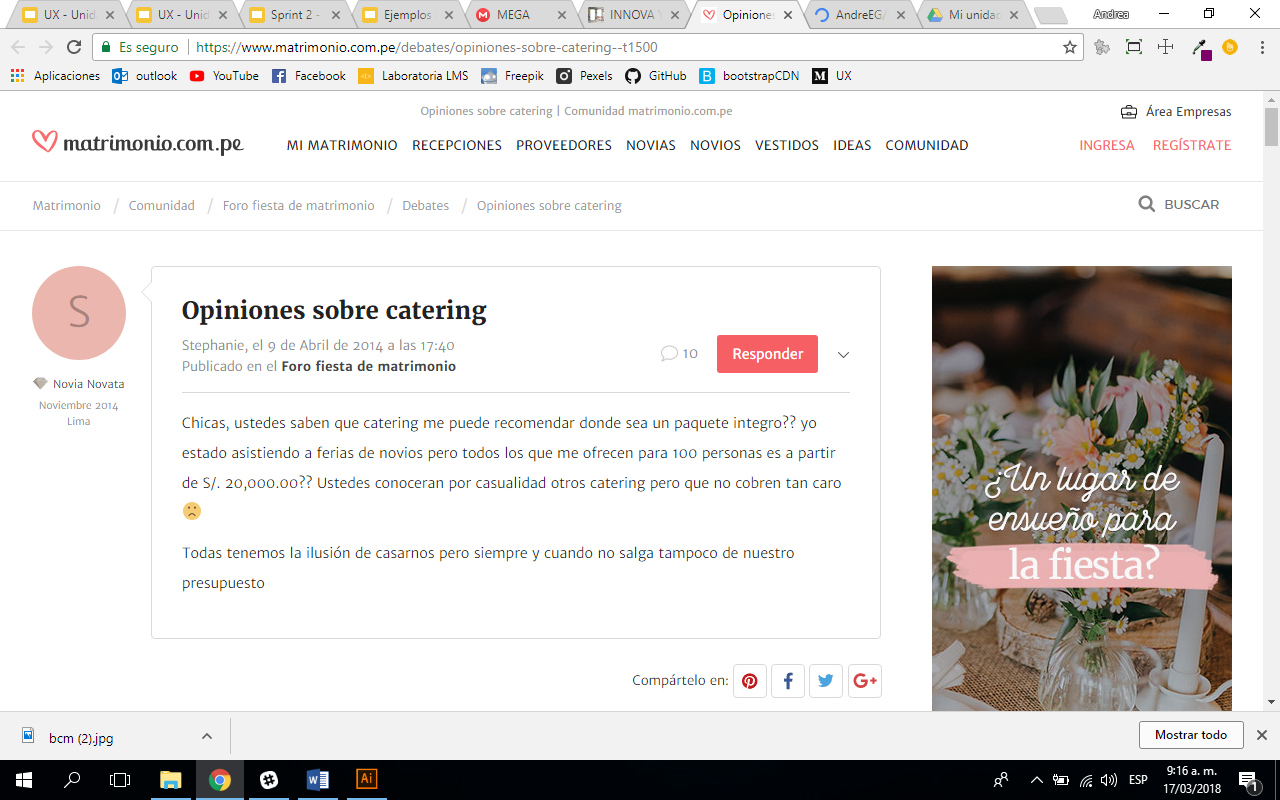 UX - Unid
UX - Unid
Sprint 2 -
Ejemplos
MEGA
INNOVA Y
Opiniones
AndreEG/
Mi unidad
Andrea
Es seguro
https://www.matrimonio.com.pe/debates/opiniones-sobre-catering--t1500
Aplicaciones
outlook
YouTube
Facebook
Laboratoria LMS
Freepik
Pexels
GitHub
bootstrapCDN
UX
Opiniones sobre catering | Comunidad matrimonio.com.pe
Área Empresas
matrimonio.com.pe
MI MATRIMONIO RECEPCIONES PROVEEDORES NOVIAS NOVIOS VESTIDOS IDEAS COMUNIDAD
INGRESA REGÍSTRATE
Matrimonio / Comunidad / Foro fiesta de matrimonio / Debates / Opiniones sobre catering
BUSCAR
S
Novia Novata
Noviembre 2014
Lima
Opiniones sobre catering
Stephanie, el 9 de Abril de 2014 a las 17:40
Publicado en el Foro fiesta de matrimonio
10
Responder
Chicas, ustedes saben que catering me puede recomendar donde sea un paquete integro?? yo
estado asistiendo a ferias de novios pero todos los que me ofrecen para 100 personas es a partir
de S/. 20,000.00?? Ustedes conoceran por casualidad otros catering pero que no cobren tan caro
Todas tenemos la ilusión de casarnos pero siempre y cuando no salga tampoco de nuestro
presupuesto
¿Un lugar de
ensueño para
la fiesta?
Compártelo en:
bcm (2).jpg
Mostrar todo
ESP
9:16 a. m.
17/03/2018
1